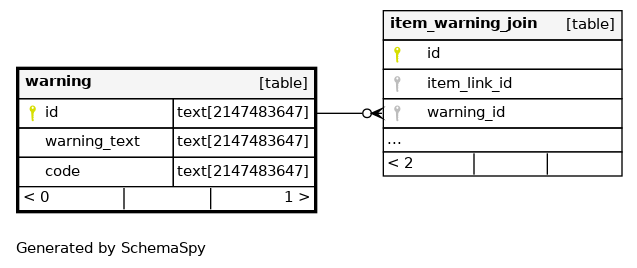 warning [table]
id text[2147483647]
warning_text text[2147483647]
code text[2147483647]
< 0 1 >
item_warning_join [table]
id
item_link_id
warning_id
...
< 2
Generated by SchemaSpy